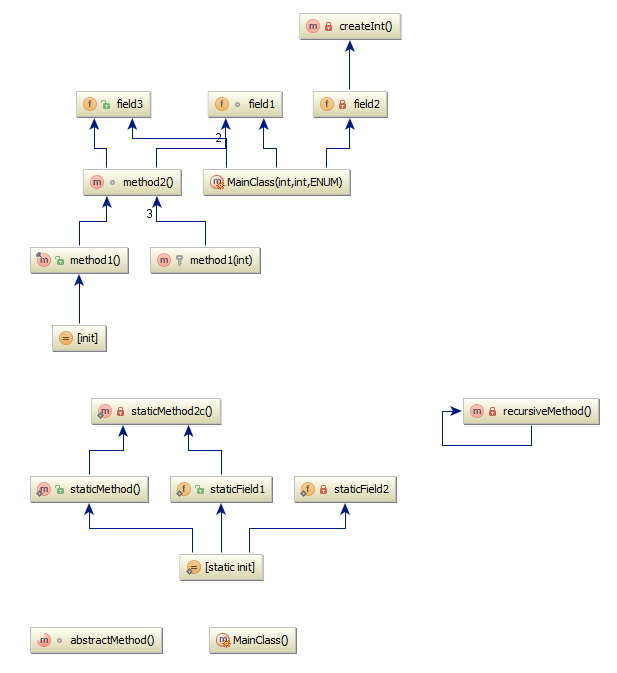 createInt()
field3
field1
field2
2
method2()
MainClass(int,int,ENUM)
3
method1()
method1(int)
[init]
staticMethod2c()
recursiveMethod()
staticMethod()
staticField1
staticField2
[static init]
abstractMethod()
MainClass()